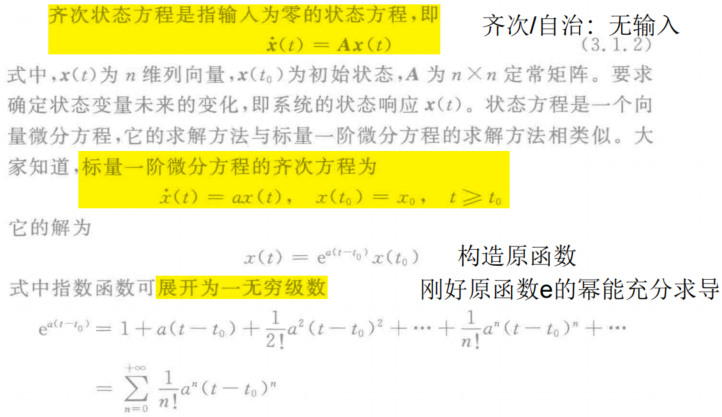 齐次状态方程是指输入为零的状态方程,即
齐次/自治：无输入
ẋ(t) = Ax(t) (3.1.2)
式中,x(t)为 n 维列向量,x(t₀)为初始状态,A 为 n×n 定常矩阵。要求
确定状态变量未来的变化,即系统的状态响应 x(t)。状态方程是一个向
量微分方程,它的求解方法与标量一阶微分方程的求解方法相类似。大
家知道,标量一阶微分方程的齐次方程为
ẋ(t) = ax(t), x(t₀) = x₀, t ⩾ t₀
它的解为
x(t) = e^{a(t−t₀)} x(t₀)
构造原函数
式中指数函数可展开为一无穷级数
刚好原函数e的幂能充分求导
e^{a(t−t₀)} = 1 + a(t − t₀) + \frac{1}{2!}a²(t − t₀)² + ⋯ + \frac{1}{n!}aⁿ(t − t₀)ⁿ + ⋯
= \sum_{n=0}^{+∞} \frac{1}{n!}aⁿ(t − t₀)ⁿ